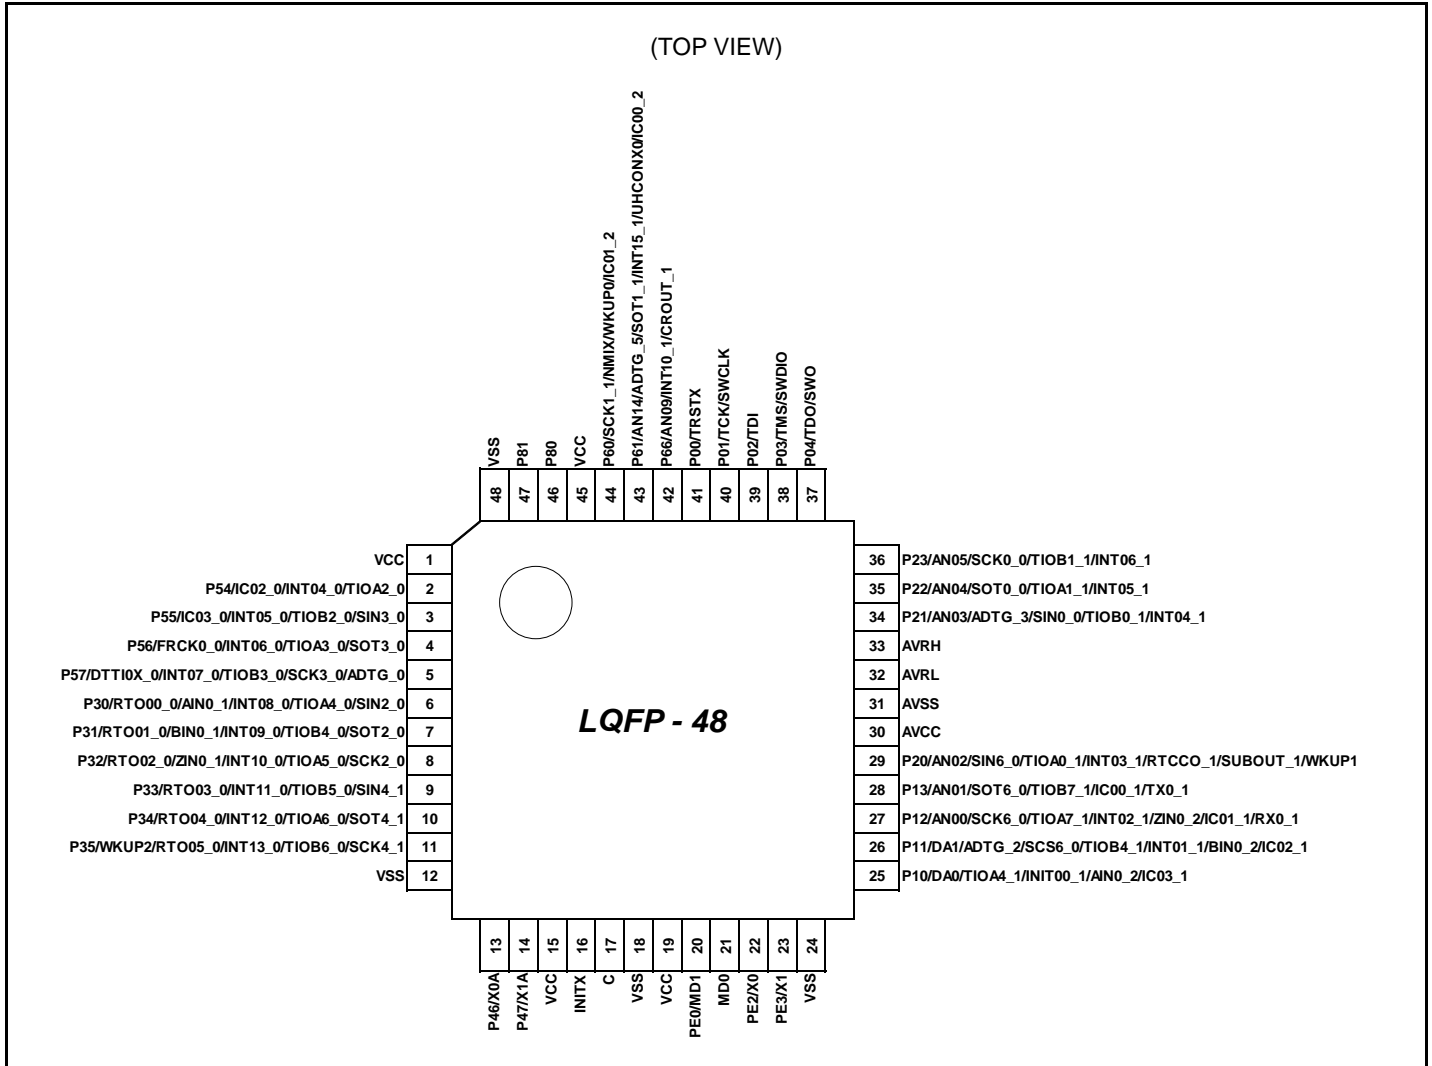 (TOP VIEW)
VSS
P81
P80
VCC
P60/SCK1_1/NMIX/WKUP0/IC01_2
P61/AN14/ADTG_5/SOT1_1/INT15_1/UHCONX0/IC00_2
P66/AN09/INT10_1/CROUT_1
P00/TRSTX
P01/TCK/SWCLK
P02/TDI
P03/TMS/SWDIO
P04/TDO/SWO
48 47 46 45 44 43 42 41 40 39 38 37
VCC 1
P54/IC02_0/INT04_0/TIOA2_0 2
P55/IC03_0/INT05_0/TIOB2_0/SIN3_0 3
P56/FRCK0_0/INT06_0/TIOA3_0/SOT3_0 4
P57/DTTI0X_0/INT07_0/TIOB3_0/SCK3_0/ADTG_0 5
P30/RTO00_0/AIN0_1/INT08_0/TIOA4_0/SIN2_0 6
P31/RTO01_0/BIN0_1/INT09_0/TIOB4_0/SOT2_0 7
P32/RTO02_0/ZIN0_1/INT10_0/TIOA5_0/SCK2_0 8
P33/RTO03_0/INT11_0/TIOB5_0/SIN4_1 9
P34/RTO04_0/INT12_0/TIOA6_0/SOT4_1 10
P35/WKUP2/RTO05_0/INT13_0/TIOB6_0/SCK4_1 11
VSS 12
LQFP - 48
36 P23/AN05/SCK0_0/TIOB1_1/INT06_1
35 P22/AN04/SOT0_0/TIOA1_1/INT05_1
34 P21/AN03/ADTG_3/SIN0_0/TIOB0_1/INT04_1
33 AVRH
32 AVRL
31 AVSS
30 AVCC
29 P20/AN02/SIN6_0/TIOA0_1/INT03_1/RTCCO_1/SUBOUT_1/WKUP1
28 P13/AN01/SOT6_0/TIOB7_1/IC00_1/TX0_1
27 P12/AN00/SCK6_0/TIOA7_1/INT02_1/ZIN0_2/IC01_1/RX0_1
26 P11/DA1/ADTG_2/SCS6_0/TIOB4_1/INT01_1/BIN0_2/IC02_1
25 P10/DA0/TIOA4_1/INIT00_1/AIN0_2/IC03_1
13 14 15 16 17 18 19 20 21 22 23 24
P46/X0A
P47/X1A
VCC
INITX
C
VSS
VCC
PE0/MD1
MD0
PE2/X0
PE3/X1
VSS